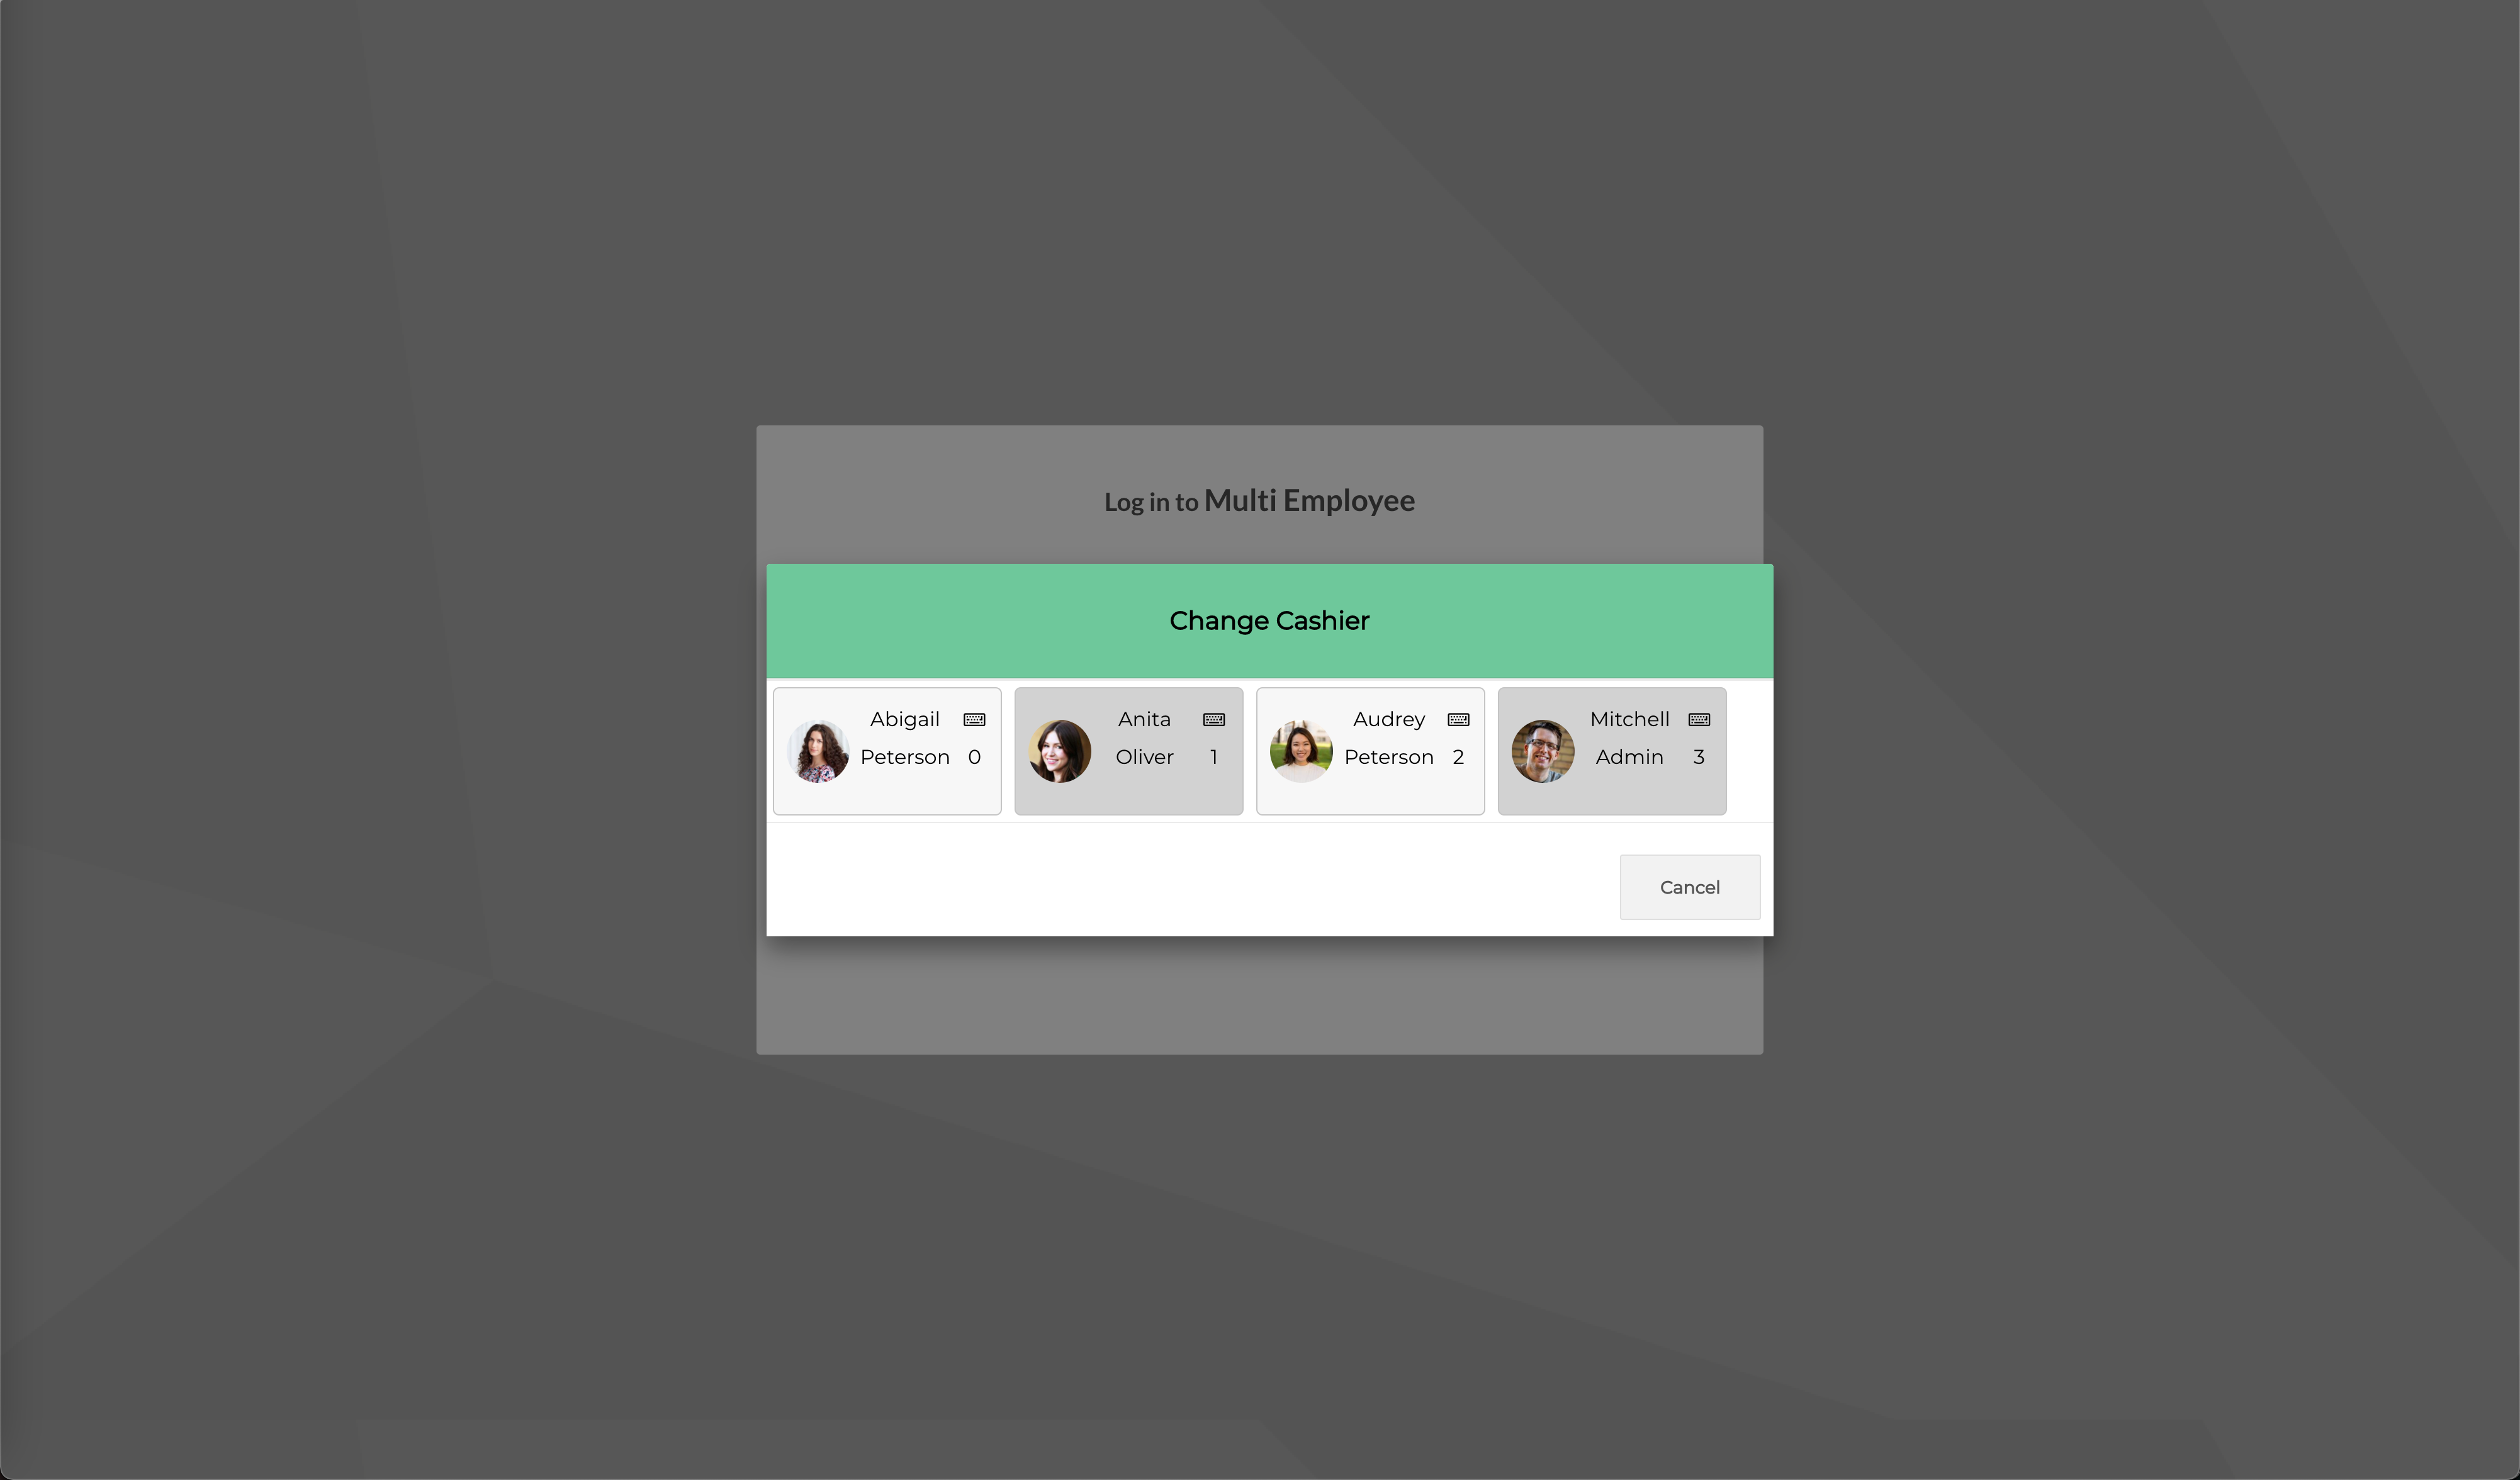 Log in to Multi Employee
Change Cashier
Abigail
Peterson 0
Anita
Oliver 1
Audrey
Peterson 2
Mitchell
Admin 3
Cancel